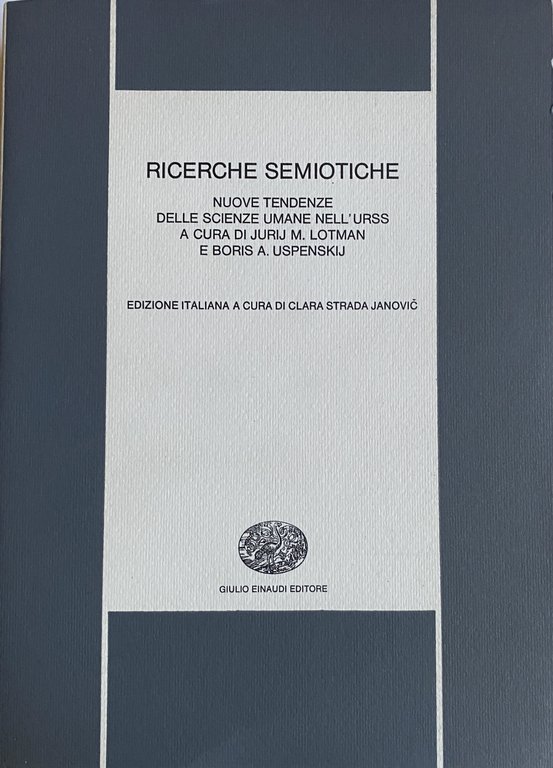 RICERCHE SEMIOTICHE
NUOVE TENDENZE
DELLE SCIENZE UMANE NELL'URSS
A CURA DI JURIJ M. LOTMAN
E BORIS A. USPENSKIJ
EDIZIONE ITALIANA A CURA DI CLARA STRADA JANOVIČ
GIULIO EINAUDI EDITORE